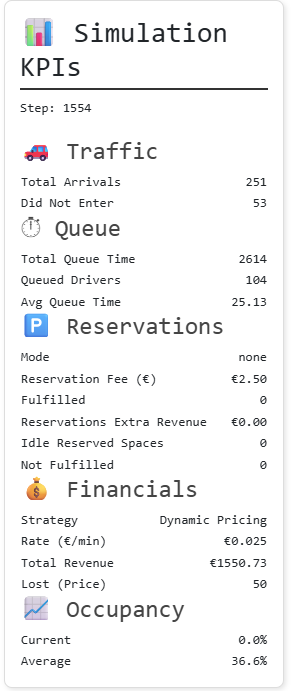 Simulation
KPIs
Step: 1554
Traffic
Total Arrivals 251
Did Not Enter 53
Queue
Total Queue Time 2614
Queued Drivers 104
Avg Queue Time 25.13
P Reservations
Mode none
Reservation Fee (€) €2.50
Fulfilled 0
Reservations Extra Revenue €0.00
Idle Reserved Spaces 0
Not Fulfilled 0
Financials
Strategy Dynamic Pricing
Rate (€/min) €0.025
Total Revenue €1550.73
Lost (Price) 50
Occupancy
Current 0.0%
Average 36.6%